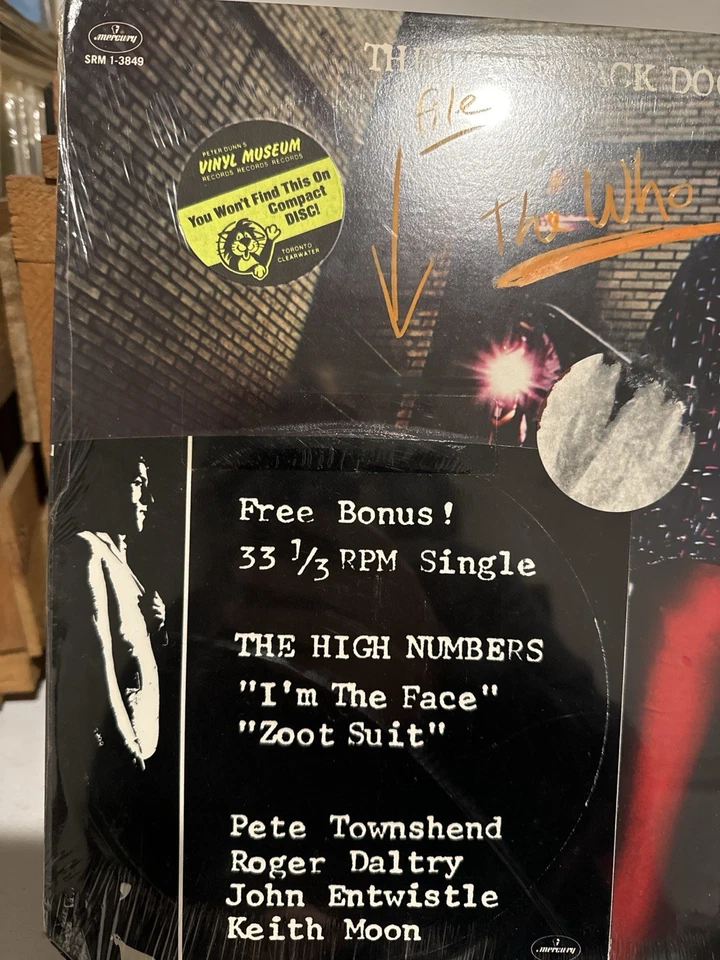 mercury
SRM 1-3849
file
The Who
PETER DUNN'S
VINYL MUSEUM
RECORDS RECORDS RECORDS
You Won't Find This On
Compact
DISC!
TORONTO
CLEARWATER
Free Bonus!
33 1/3 RPM Single
THE HIGH NUMBERS
"I'm The Face"
"Zoot Suit"
Pete Townshend
Roger Daltry
John Entwistle
Keith Moon
mercury